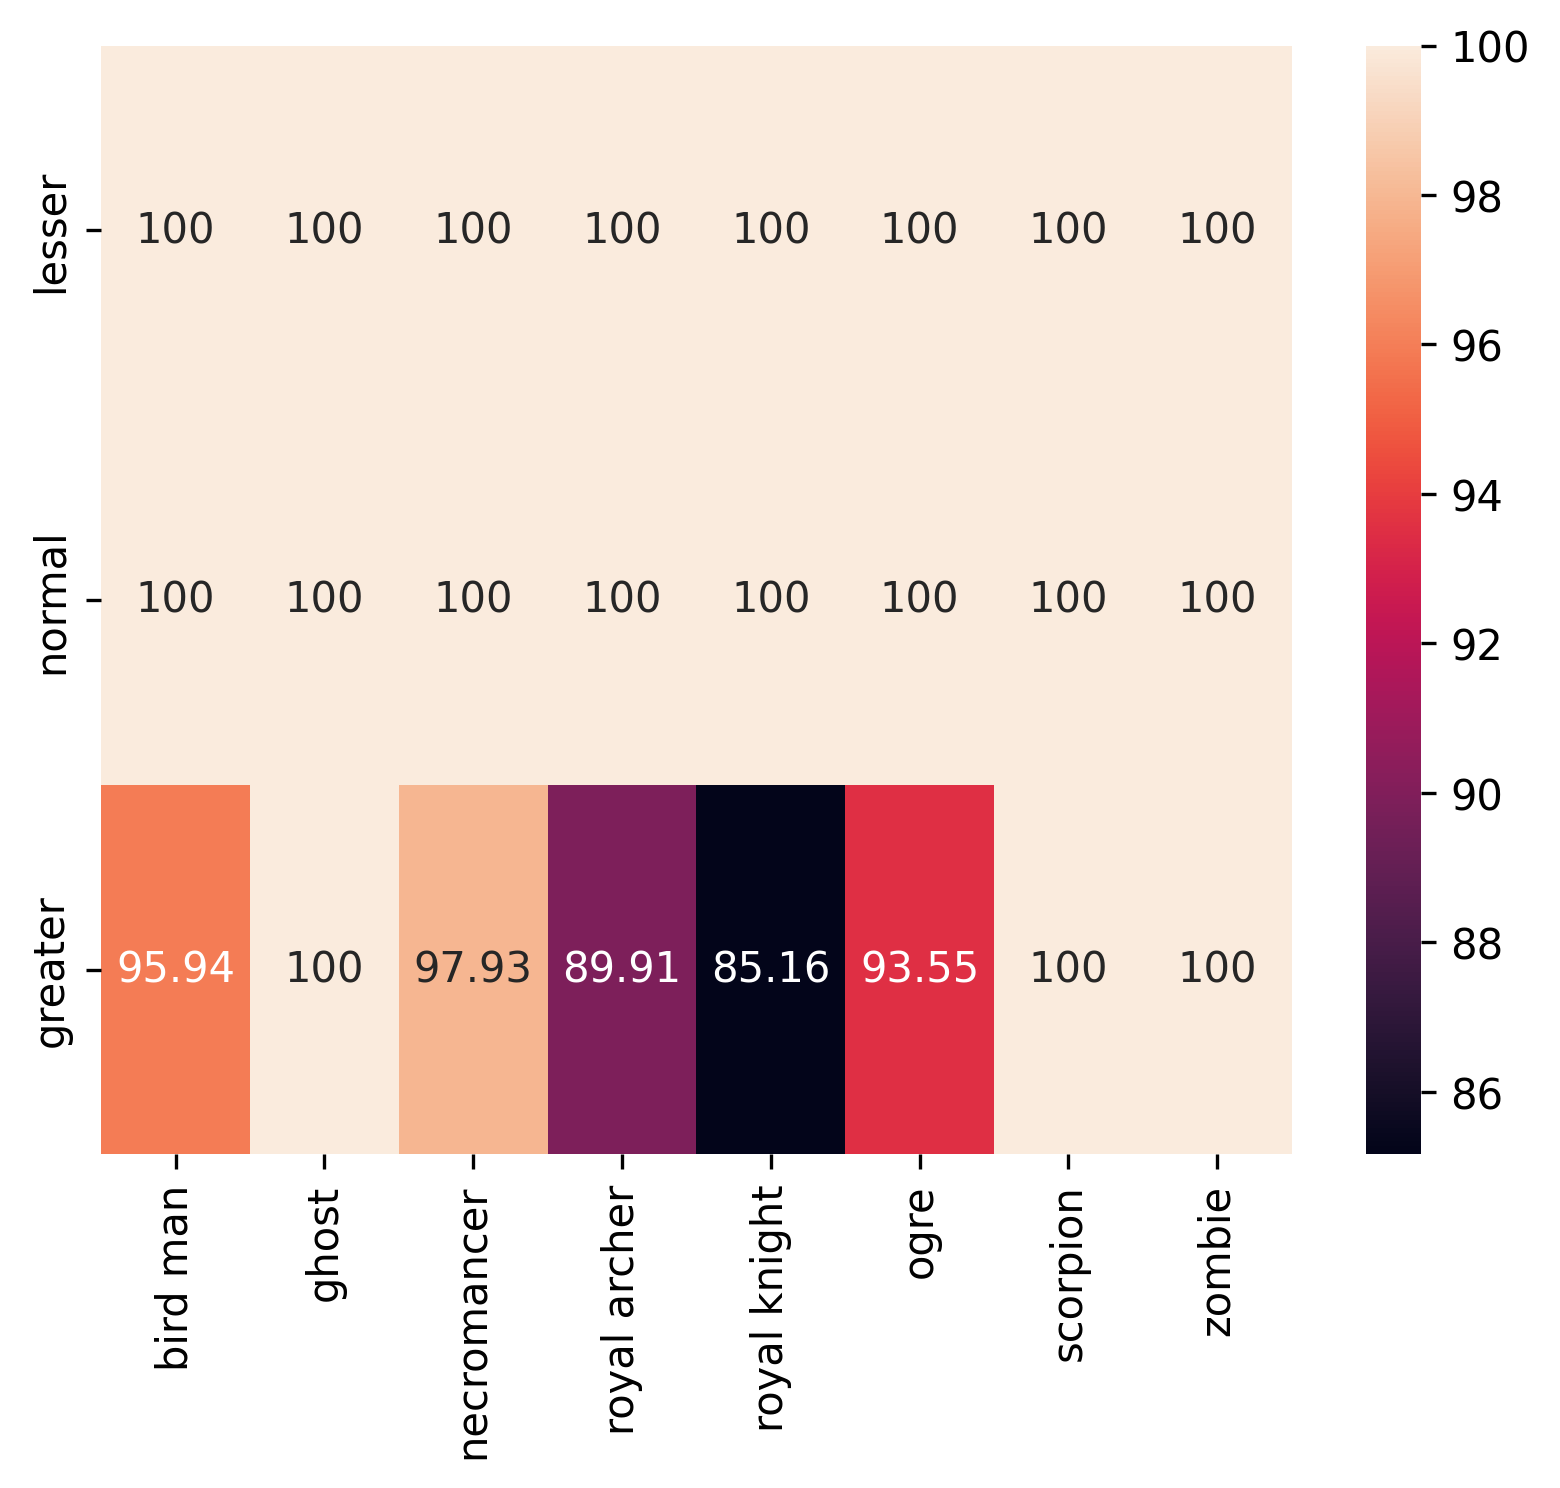 lesser 100 100 100 100 100 100 100 100
normal 100 100 100 100 100 100 100 100
greater 95.94 100 97.93 89.91 85.16 93.55 100 100
bird man
ghost
necromancer
royal archer
royal knight
ogre
scorpion
zombie
100
98
96
94
92
90
88
86